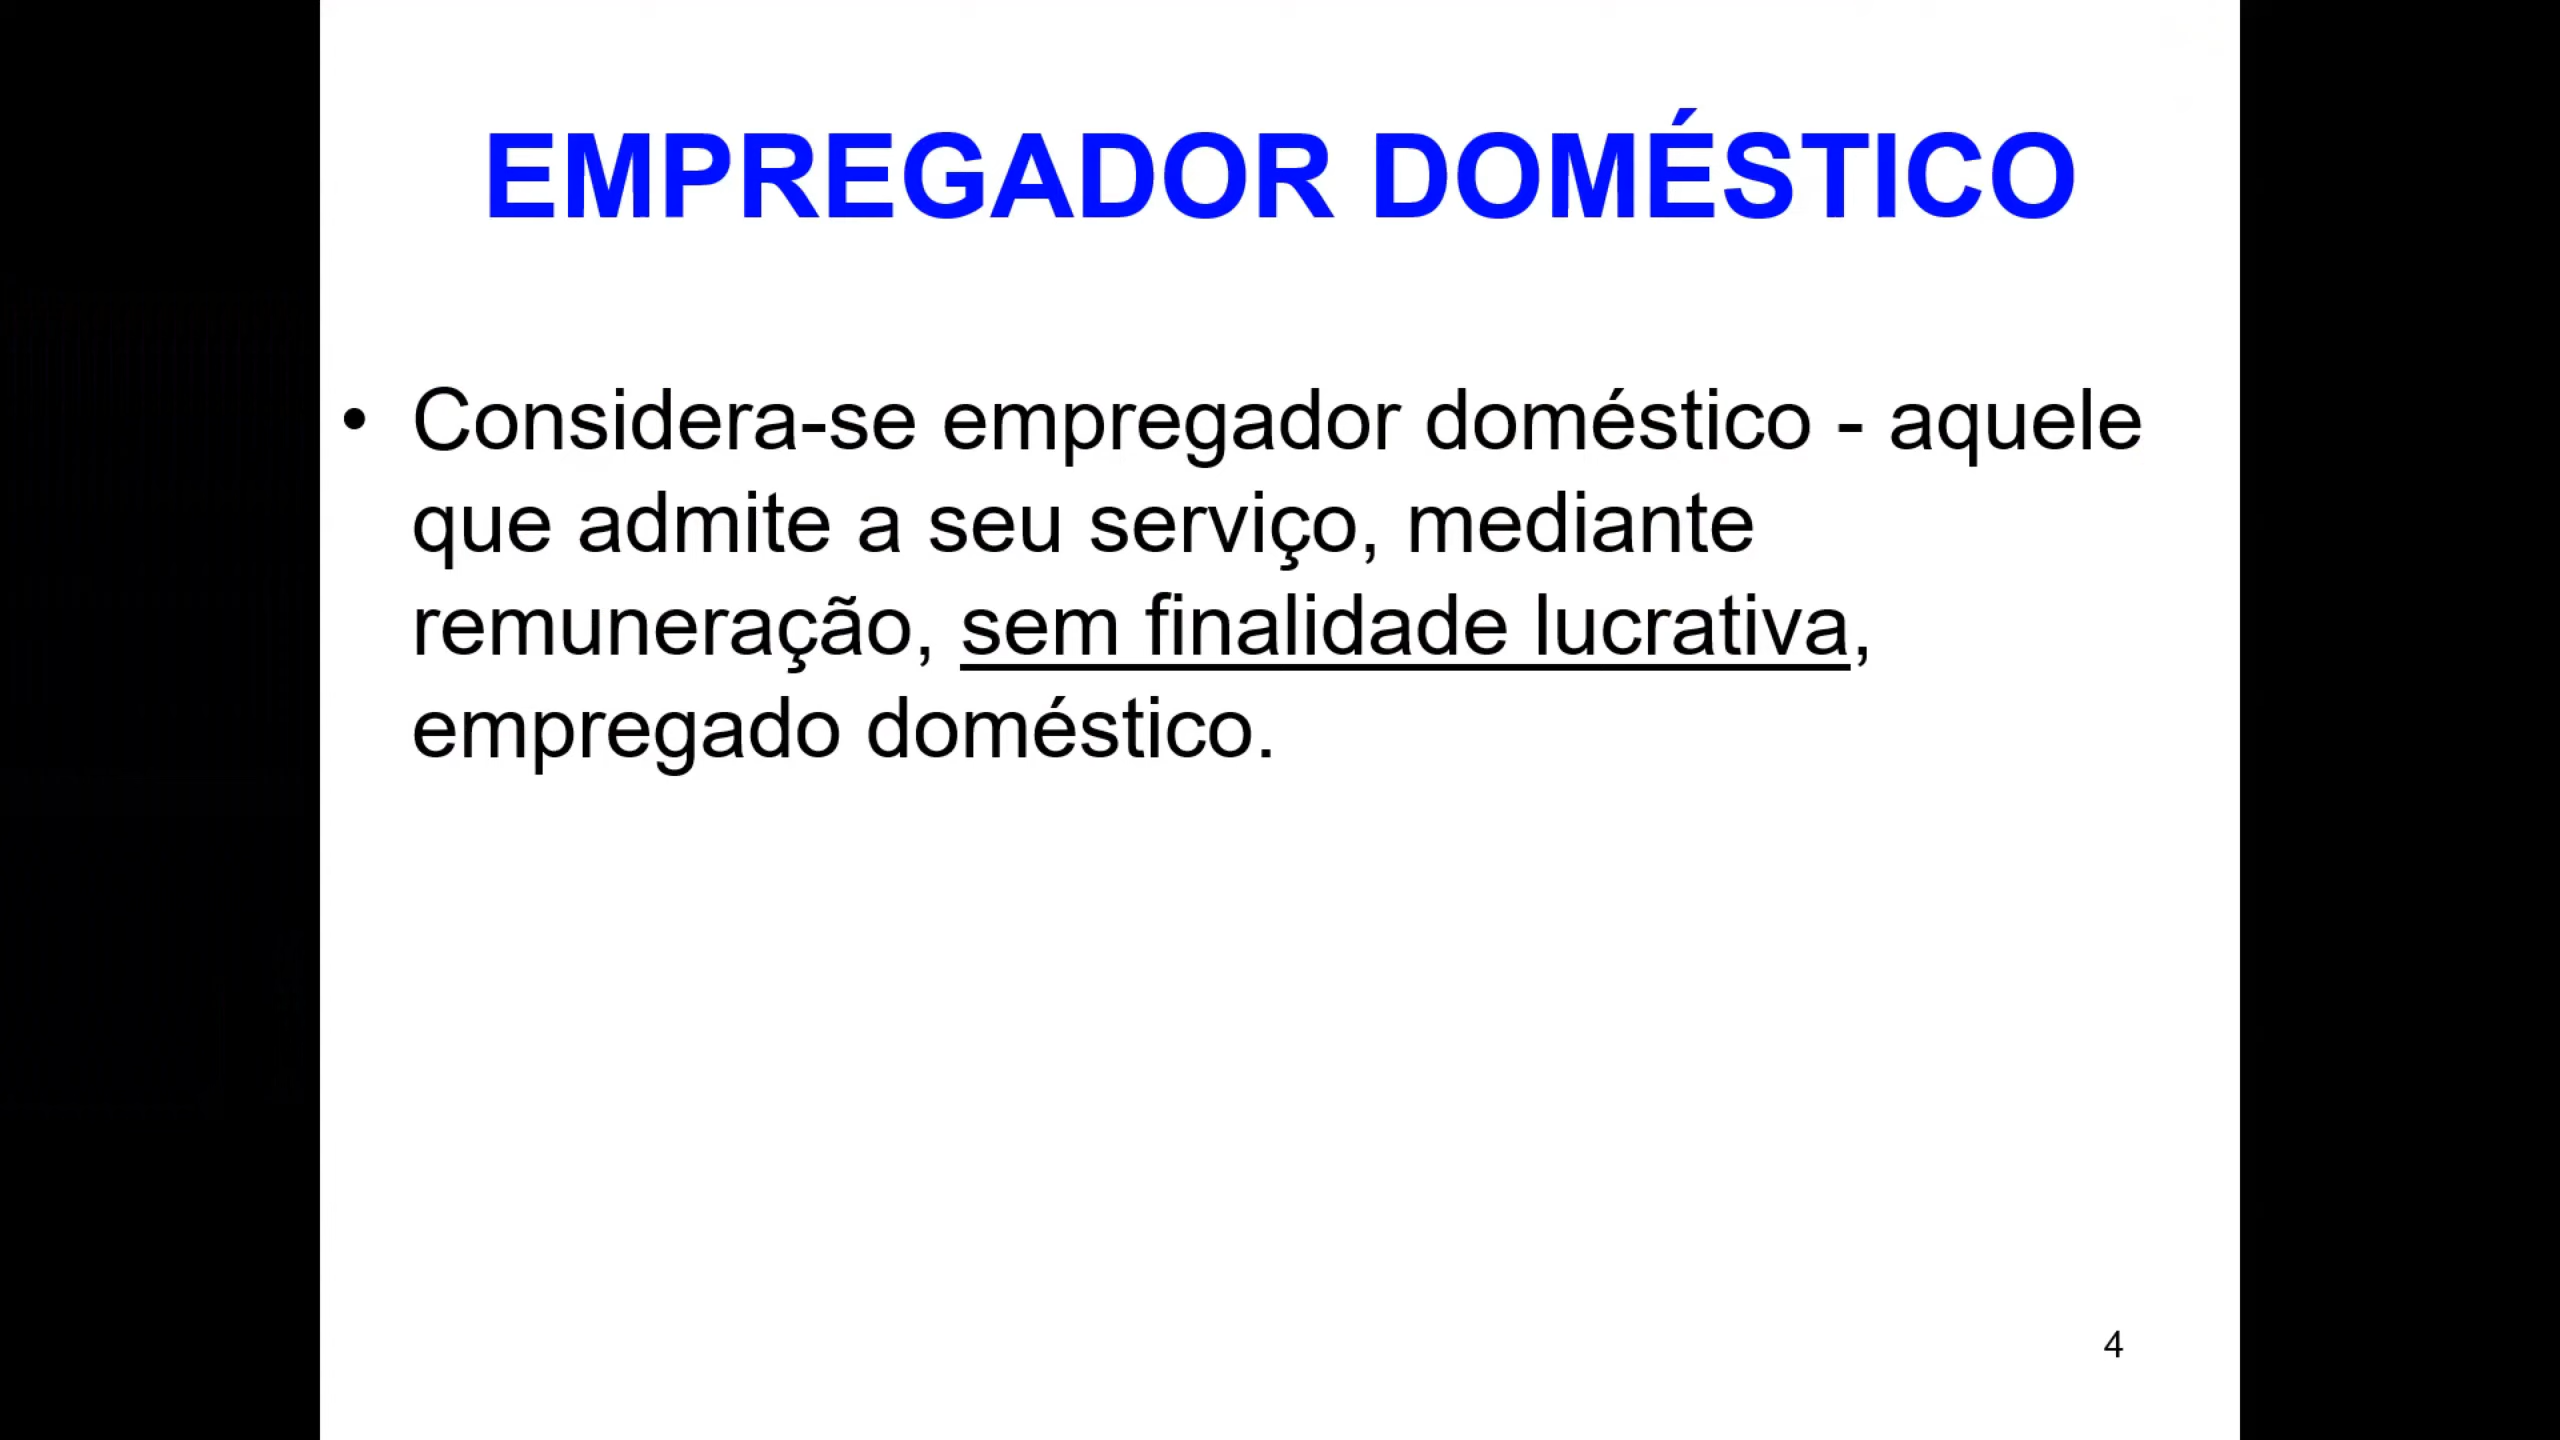 EMPREGADOR DOMÉSTICO
• Considera-se empregador doméstico - aquele
que admite a seu serviço, mediante
remuneração, sem finalidade lucrativa,
empregado doméstico.
4